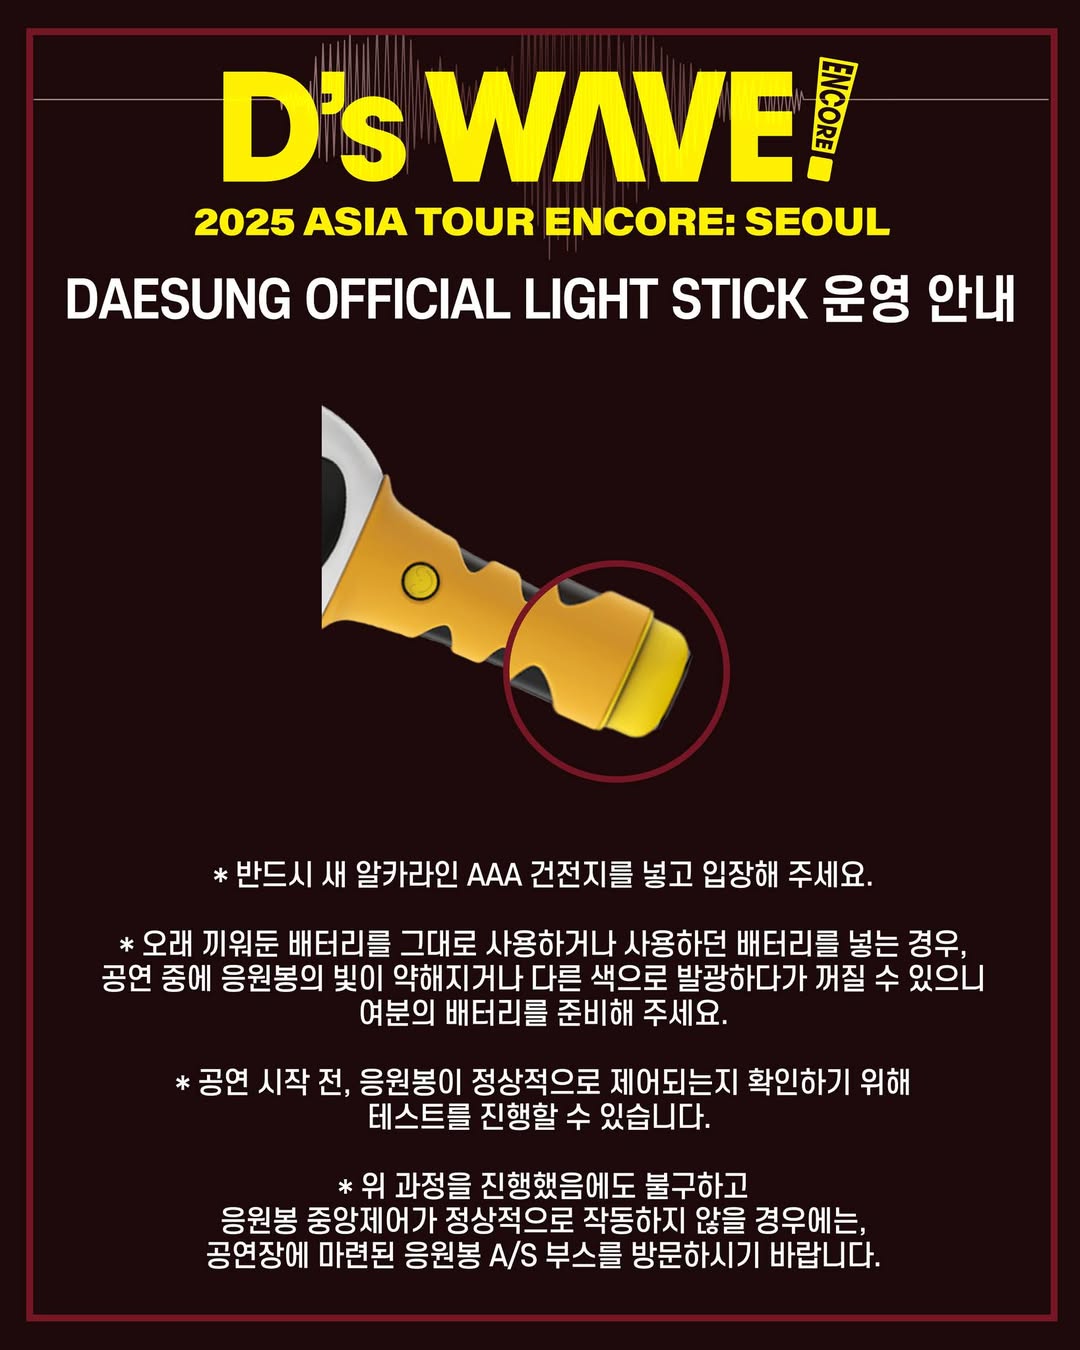 D's WAVE
ENCORE!
2025 ASIA TOUR ENCORE: SEOUL
DAESUNG OFFICIAL LIGHT STICK 운영 안내
* 반드시 새 알카라인 AAA 건전지를 넣고 입장해 주세요.
* 오래 끼워둔 배터리를 그대로 사용하거나 사용하던 배터리를 넣는 경우,
공연 중에 응원봉의 빛이 약해지거나 다른 색으로 발광하다가 꺼질 수 있으니
여분의 배터리를 준비해 주세요.
* 공연 시작 전, 응원봉이 정상적으로 제어되는지 확인하기 위해
테스트를 진행할 수 있습니다.
* 위 과정을 진행했음에도 불구하고
응원봉 중앙제어가 정상적으로 작동하지 않을 경우에는,
공연장에 마련된 응원봉 A/S 부스를 방문하시기 바랍니다.